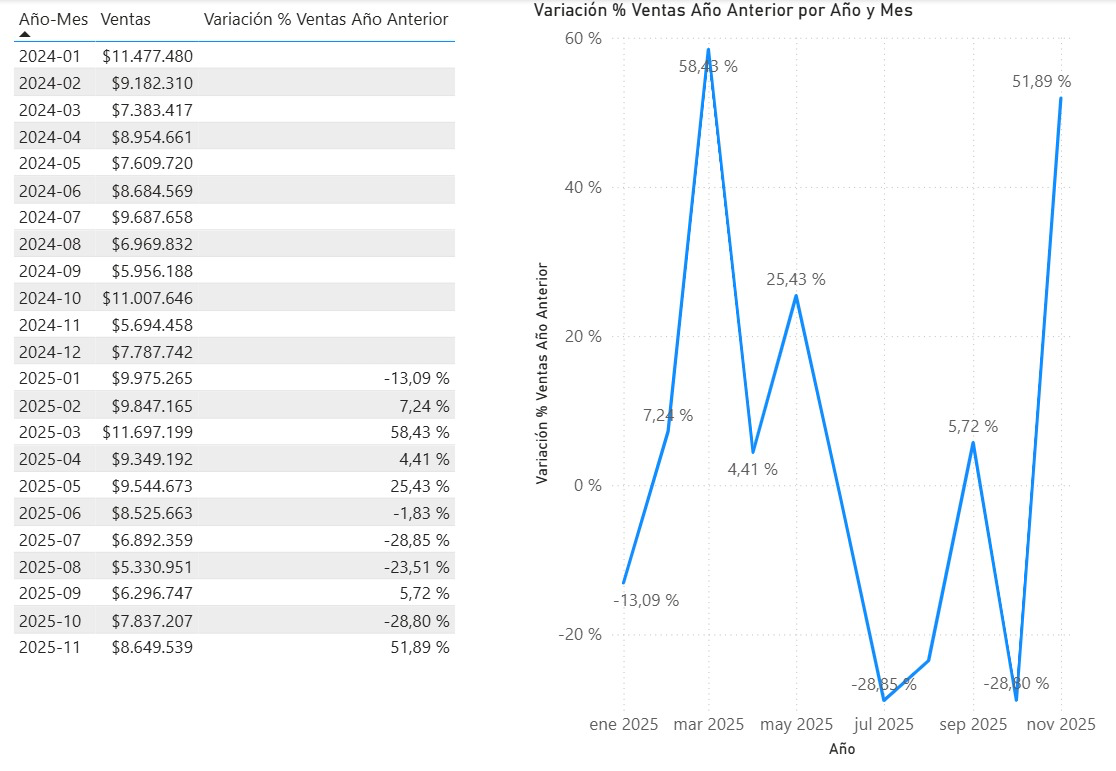 Año-Mes Ventas Variación % Ventas Año Anterior
2024-01 $11.477.480
2024-02 $9.182.310
2024-03 $7.383.417
2024-04 $8.954.661
2024-05 $7.609.720
2024-06 $8.684.569
2024-07 $9.687.658
2024-08 $6.969.832
2024-09 $5.956.188
2024-10 $11.007.646
2024-11 $5.694.458
2024-12 $7.787.742
2025-01 $9.975.265 -13,09 %
2025-02 $9.847.165 7,24 %
2025-03 $11.697.199 58,43 %
2025-04 $9.349.192 4,41 %
2025-05 $9.544.673 25,43 %
2025-06 $8.525.663 -1,83 %
2025-07 $6.892.359 -28,85 %
2025-08 $5.330.951 -23,51 %
2025-09 $6.296.747 5,72 %
2025-10 $7.837.207 -28,80 %
2025-11 $8.649.539 51,89 %
Variación % Ventas Año Anterior por Año y Mes
Variación % Ventas Año Anterior
60 %
40 %
20 %
0 %
-20 %
-13,09 %
7,24 %
58,43 %
4,41 %
25,43 %
-28,85 %
5,72 %
-28,80 %
51,89 %
ene 2025 mar 2025 may 2025 jul 2025 sep 2025 nov 2025
Año